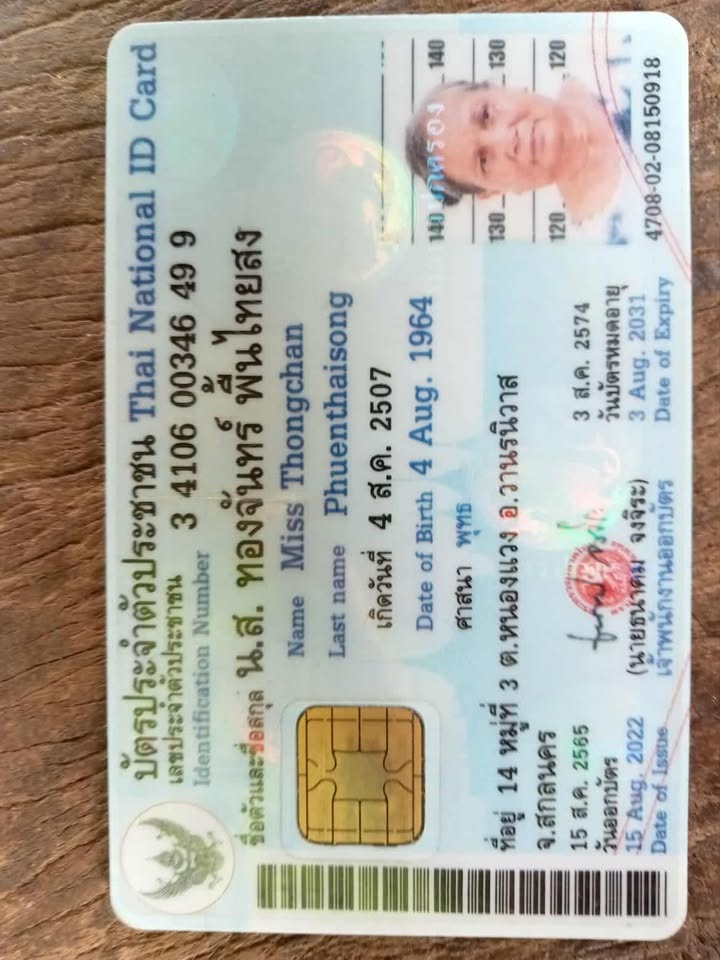 บัตรประจำตัวประชาชน Thai National ID Card
เลขประจำตัวประชาชน 3 4106 00346 49 9
Identification Number
ชื่อตัวและชื่อสกุล น.ส. ทองจันทร์ พื้นไทยสง
Name Miss Thongchan
Last name Phuenthaisong
เกิดวันที่ 4 ส.ค. 2507
Date of Birth 4 Aug. 1964
ศาสนา พุทธ
ที่อยู่ 14 หมู่ที่ 3 ต.หนองแวง อ.วานรนิวาส
จ.สกลนคร
15 ส.ค. 2565
วันออกบัตร
15 Aug. 2022
Date of Issue
(นายธนาคม จงจิระ)
เจ้าพนักงานออกบัตร
3 ส.ค. 2574
วันบัตรหมดอายุ
3 Aug. 2031
Date of Expiry
140 140
130 130
120 120
4708-02-08150918